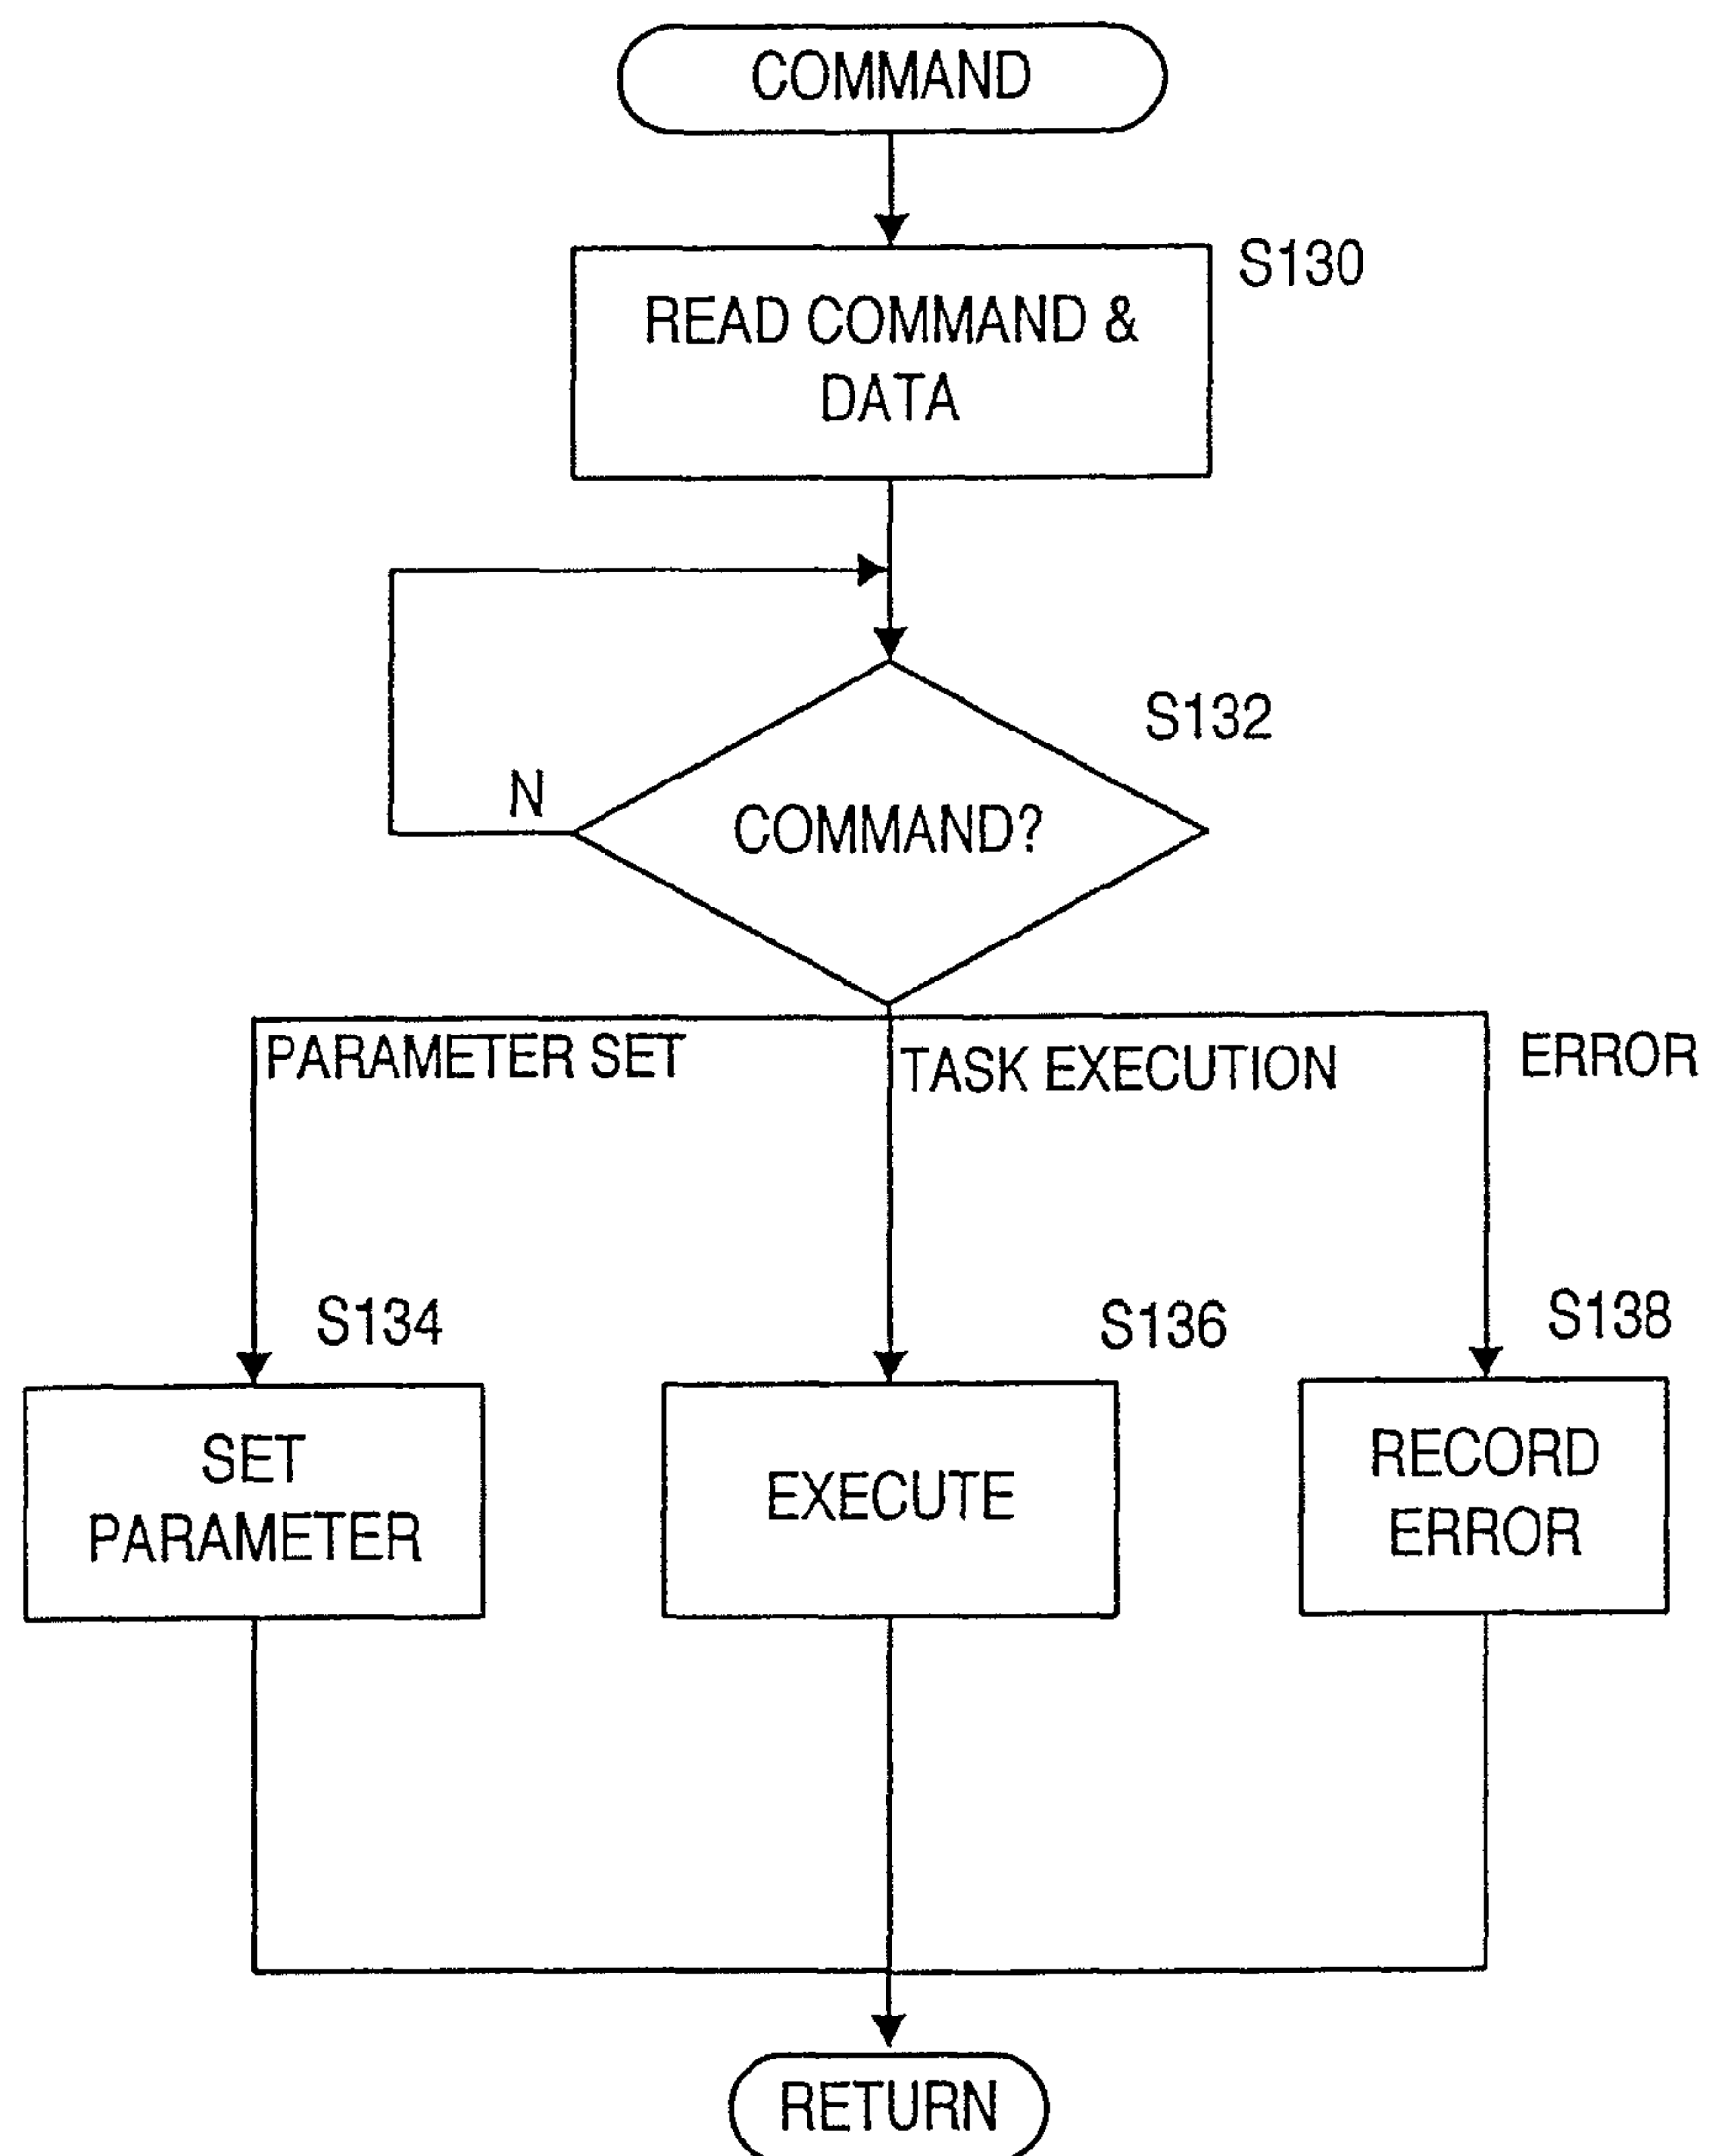 COMMAND
S130
READ COMMAND &
DATA
S132
N
COMMAND?
PARAMETER SET
TASK EXECUTION
ERROR
S134
S136
S138
SET
PARAMETER
EXECUTE
RECORD
ERROR
RETURN